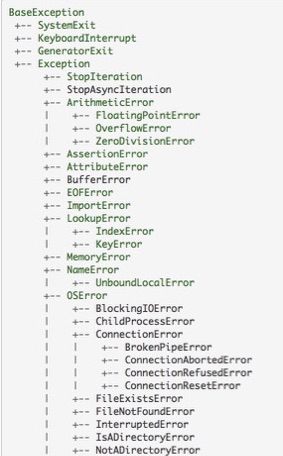 BaseException
 +-- SystemExit
 +-- KeyboardInterrupt
 +-- GeneratorExit
 +-- Exception
      +-- StopIteration
      +-- StopAsyncIteration
      +-- ArithmeticError
      |    +-- FloatingPointError
      |    +-- OverflowError
      |    +-- ZeroDivisionError
      +-- AssertionError
      +-- AttributeError
      +-- BufferError
      +-- EOFError
      +-- ImportError
      +-- LookupError
      |    +-- IndexError
      |    +-- KeyError
      +-- MemoryError
      +-- NameError
      |    +-- UnboundLocalError
      +-- OSError
      |    +-- BlockingIOError
      |    +-- ChildProcessError
      |    +-- ConnectionError
      |    |    +-- BrokenPipeError
      |    |    +-- ConnectionAbortedError
      |    |    +-- ConnectionRefusedError
      |    |    +-- ConnectionResetError
      |    +-- FileExistsError
      |    +-- FileNotFoundError
      |    +-- InterruptedError
      |    +-- IsADirectoryError
      |    +-- NotADirectoryError